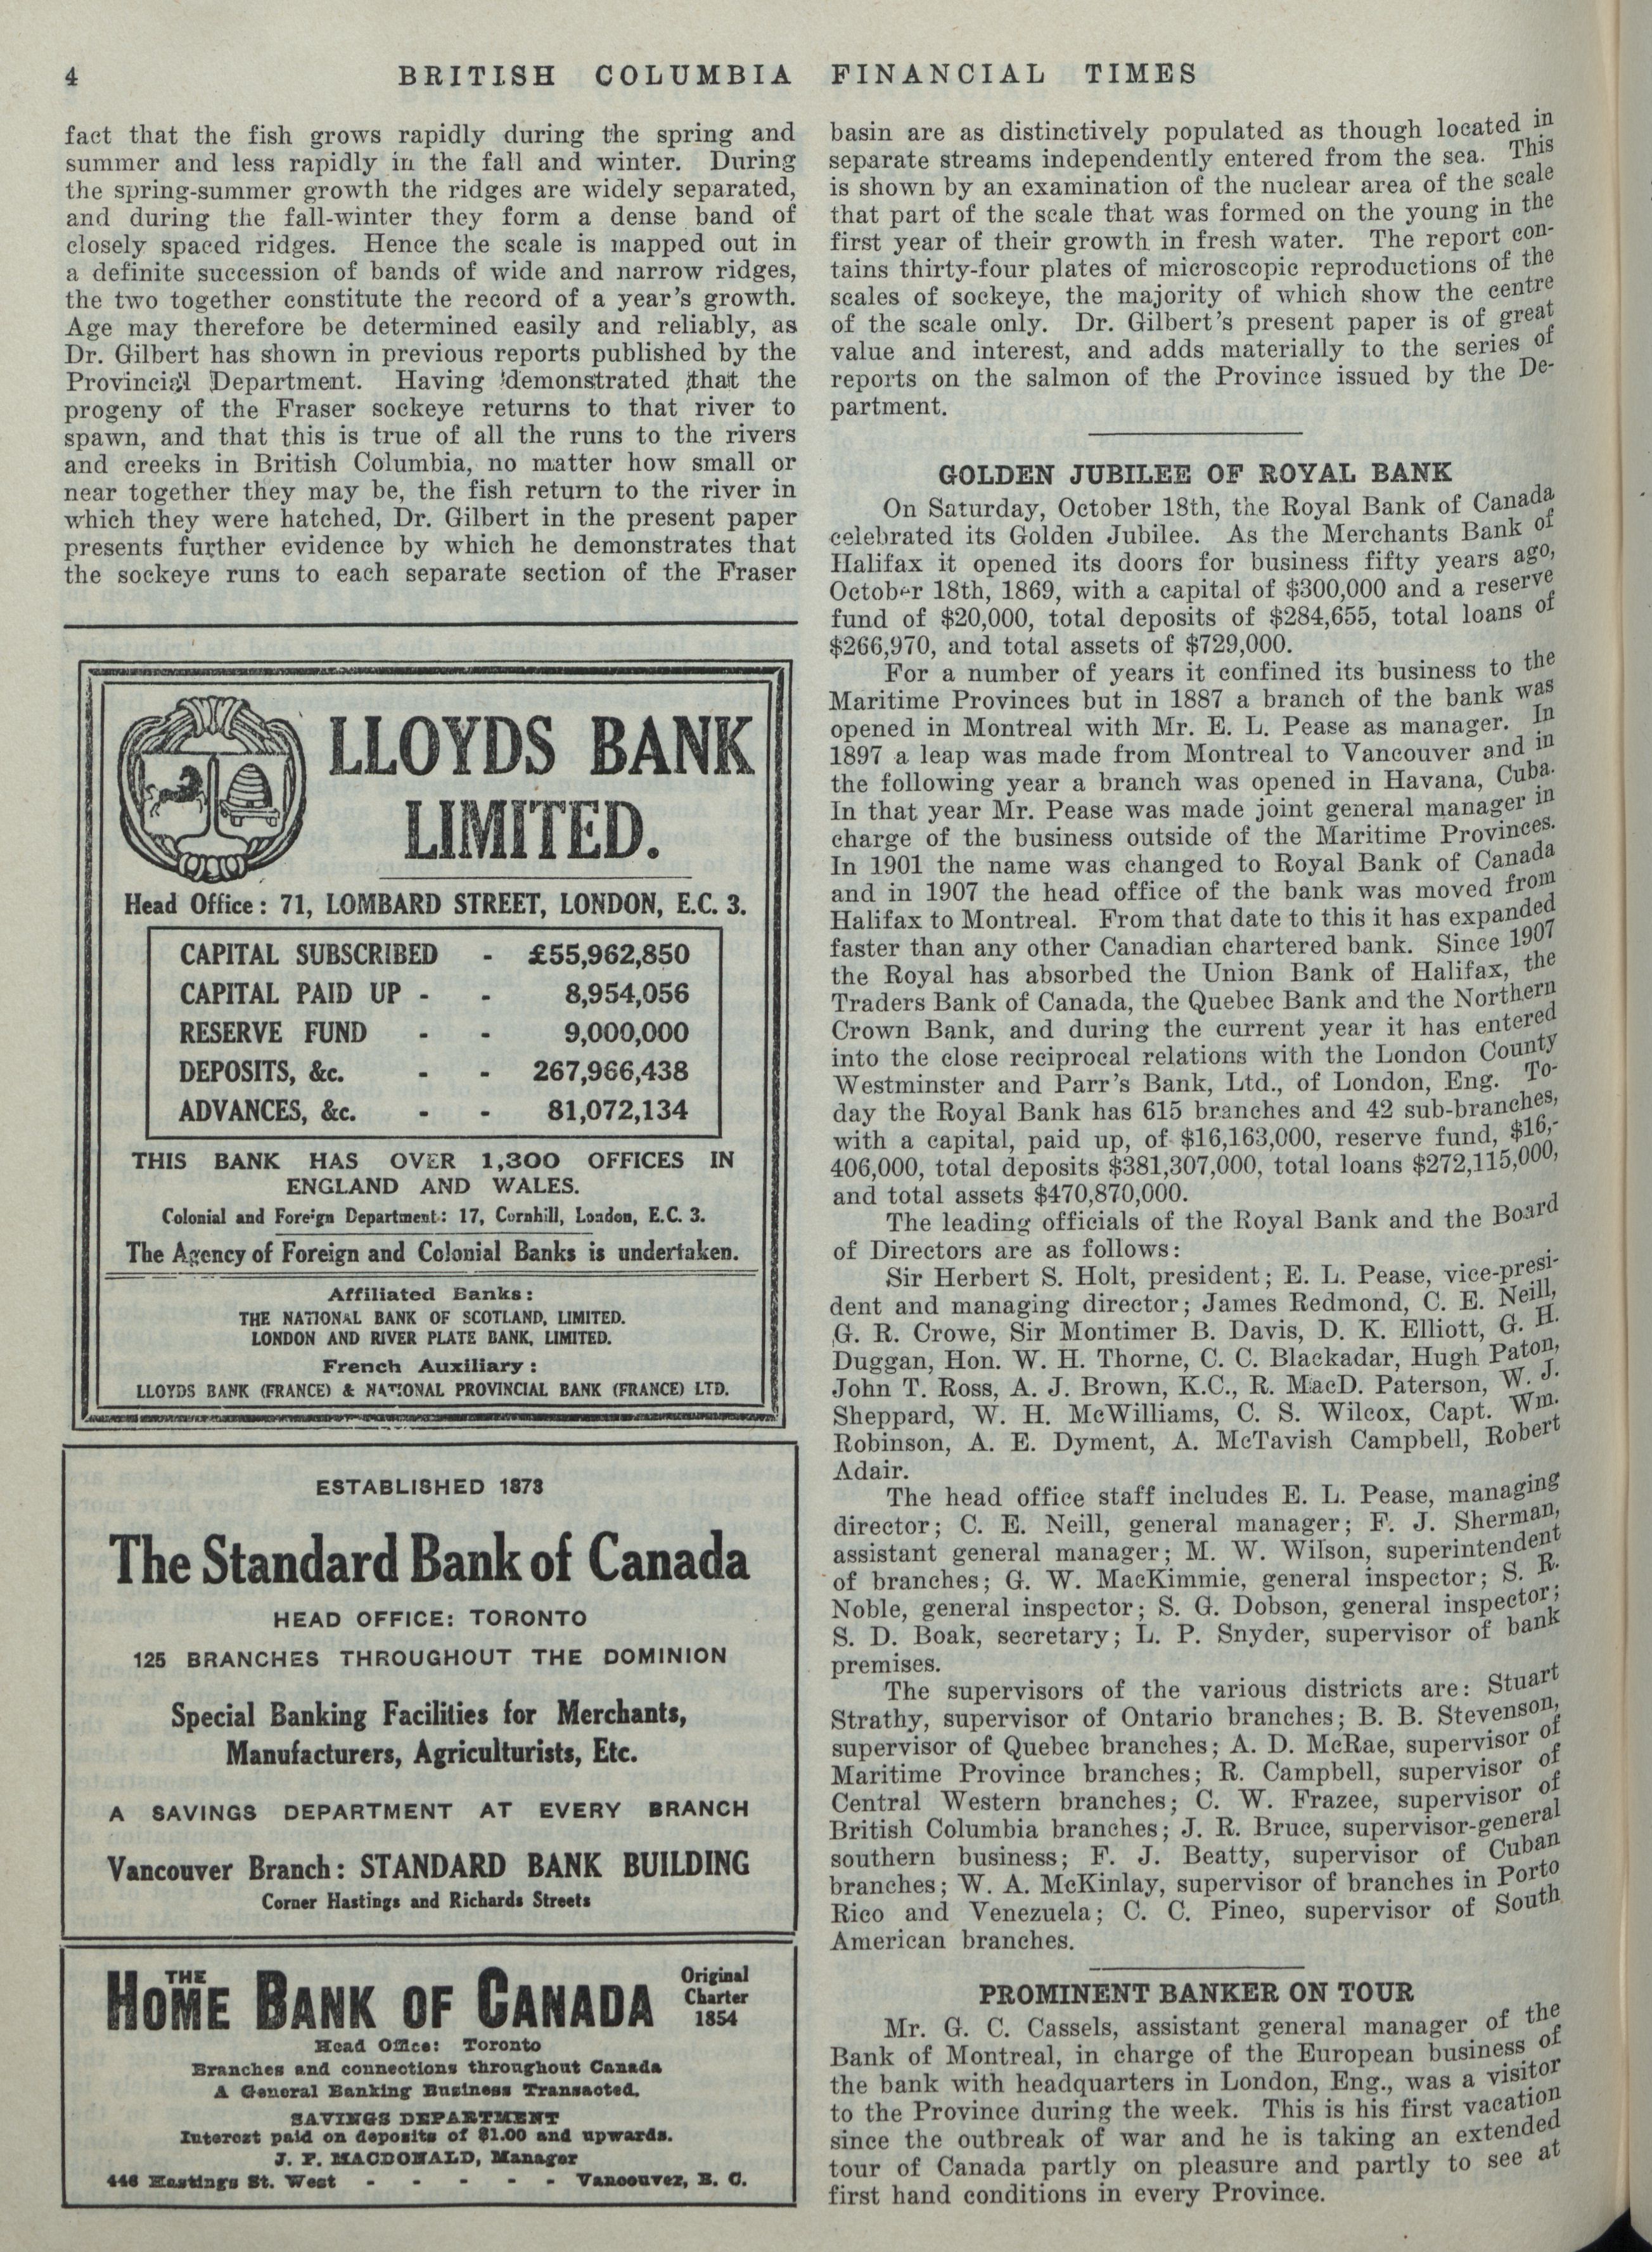 4
BRITISH COLUMBIA FINANCIAL TIMES
fact that the fish grows rapidly during the spring and
summer and less rapidly in the fall and winter. During
the spring-summer growth the ridges are widely separated,
and during the fall-winter they form a dense band of
closely spaced ridges. Hence the scale is mapped out in
a definite succession of bands of wide and narrow ridges,
the two together constitute the record of a year's growth.
Age may therefore be determined easily and reliably, as
Dr. Gilbert has shown in previous reports published by the
Provincial Department. Having demonstrated that the
progeny of the Fraser sockeye returns to that river to
spawn, and that this is true of all the runs to the rivers
and creeks in British Columbia, no matter how small or
near together they may be, the fish return to the river in
which they were hatched, Dr. Gilbert in the present paper
presents further evidence by which he demonstrates that
the sockeye runs to each separate section of the Fraser
LLOYDS BANK
LIMITED.
Head Office: 71, LOMBARD STREET, LONDON, E.C. 3.
CAPITAL SUBSCRIBED - £55,962,850
CAPITAL PAID UP - - 8,954,056
RESERVE FUND - - 9,000,000
DEPOSITS, &c. - - 267,966,438
ADVANCES, &c. - - 81,072,134
THIS BANK HAS OVER 1,300 OFFICES IN
ENGLAND AND WALES.
Colonial and Foreign Department: 17, Cornhill, London, E.C. 3.
The Agency of Foreign and Colonial Banks is undertaken.
Affiliated Banks:
THE NATIONAL BANK OF SCOTLAND, LIMITED.
LONDON AND RIVER PLATE BANK, LIMITED.
French Auxiliary:
LLOYDS BANK (FRANCE) & NATIONAL PROVINCIAL BANK (FRANCE) LTD.
ESTABLISHED 1873
The Standard Bank of Canada
HEAD OFFICE: TORONTO
125 BRANCHES THROUGHOUT THE DOMINION
Special Banking Facilities for Merchants,
Manufacturers, Agriculturists, Etc.
A SAVINGS DEPARTMENT AT EVERY BRANCH
Vancouver Branch: STANDARD BANK BUILDING
Corner Hastings and Richards Streets
THE HOME BANK OF CANADA
Original
Charter
1854
Head Office: Toronto
Branches and connections throughout Canada
A General Banking Business Transacted.
SAVINGS DEPARTMENT
Interest paid on deposits of $1.00 and upwards.
J. F. MACDONALD, Manager
446 Hastings St. West - - - - - Vancouver, B. C.
basin are as distinctively populated as though located in
separate streams independently entered from the sea. This
is shown by an examination of the nuclear area of the scale
that part of the scale that was formed on the young in the
first year of their growth in fresh water. The report con-
tains thirty-four plates of microscopic reproductions of the
scales of sockeye, the majority of which show the centre
of the scale only. Dr. Gilbert's present paper is of great
value and interest, and adds materially to the series of
reports on the salmon of the Province issued by the De-
partment.
GOLDEN JUBILEE OF ROYAL BANK
On Saturday, October 18th, the Royal Bank of Canada
celebrated its Golden Jubilee. As the Merchants Bank of
Halifax it opened its doors for business fifty years ago,
October 18th, 1869, with a capital of $300,000 and a reserve
fund of $20,000, total deposits of $284,655, total loans of
$266,970, and total assets of $729,000.
For a number of years it confined its business to the
Maritime Provinces but in 1887 a branch of the bank was
opened in Montreal with Mr. E. L. Pease as manager. In
1897 a leap was made from Montreal to Vancouver and in
the following year a branch was opened in Havana, Cuba.
In that year Mr. Pease was made joint general manager in
charge of the business outside of the Maritime Provinces.
In 1901 the name was changed to Royal Bank of Canada
and in 1907 the head office of the bank was moved from
Halifax to Montreal. From that date to this it has expanded
faster than any other Canadian chartered bank. Since 1907
the Royal has absorbed the Union Bank of Halifax, the
Traders Bank of Canada, the Quebec Bank and the Northern
Crown Bank, and during the current year it has entered
into the close reciprocal relations with the London County
Westminster and Parr's Bank, Ltd., of London, Eng. To-
day the Royal Bank has 615 branches and 42 sub-branches,
with a capital, paid up, of $16,163,000, reserve fund, $16,-
406,000, total deposits $381,307,000, total loans $272,115,000,
and total assets $470,870,000.
The leading officials of the Royal Bank and the Board
of Directors are as follows:
Sir Herbert S. Holt, president; E. L. Pease, vice-presi-
dent and managing director; James Redmond, C. E. Neill,
G. R. Crowe, Sir Montimer B. Davis, D. K. Elliott, G. H.
Duggan, Hon. W. H. Thorne, C. C. Blackadar, Hugh Paton,
John T. Ross, A. J. Brown, K.C., R. MacD. Paterson, W. J.
Sheppard, W. H. McWilliams, C. S. Wilcox, Capt. Wm.
Robinson, A. E. Dyment, A. McTavish Campbell, Robert
Adair.
The head office staff includes E. L. Pease, managing
director; C. E. Neill, general manager; F. J. Sherman,
assistant general manager; M. W. Wilson, superintendent
of branches; G. W. MacKimmie, general inspector; S. R.
Noble, general inspector; S. G. Dobson, general inspector;
S. D. Boak, secretary; L. P. Snyder, supervisor of bank
premises.
The supervisors of the various districts are: Stuart
Strathy, supervisor of Ontario branches; B. B. Stevenson,
supervisor of Quebec branches; A. D. McRae, supervisor of
Maritime Province branches; R. Campbell, supervisor of
Central Western branches; C. W. Frazee, supervisor of
British Columbia branches; J. R. Bruce, supervisor-general
southern business; F. J. Beatty, supervisor of Cuban
branches; W. A. McKinlay, supervisor of branches in Porto
Rico and Venezuela; C. C. Pineo, supervisor of South
American branches.
PROMINENT BANKER ON TOUR
Mr. G. C. Cassels, assistant general manager of the
Bank of Montreal, in charge of the European business of
the bank with headquarters in London, Eng., was a visitor
to the Province during the week. This is his first vacation
since the outbreak of war and he is taking an extended
tour of Canada partly on pleasure and partly to see at
first hand conditions in every Province.